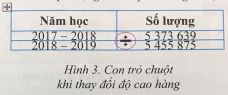 Năm học Số lượng
2017 – 2018 5 373 639
2018 – 2019 5 455 875
Hình 3. Con trỏ chuột
khi thay đổi độ cao hàng